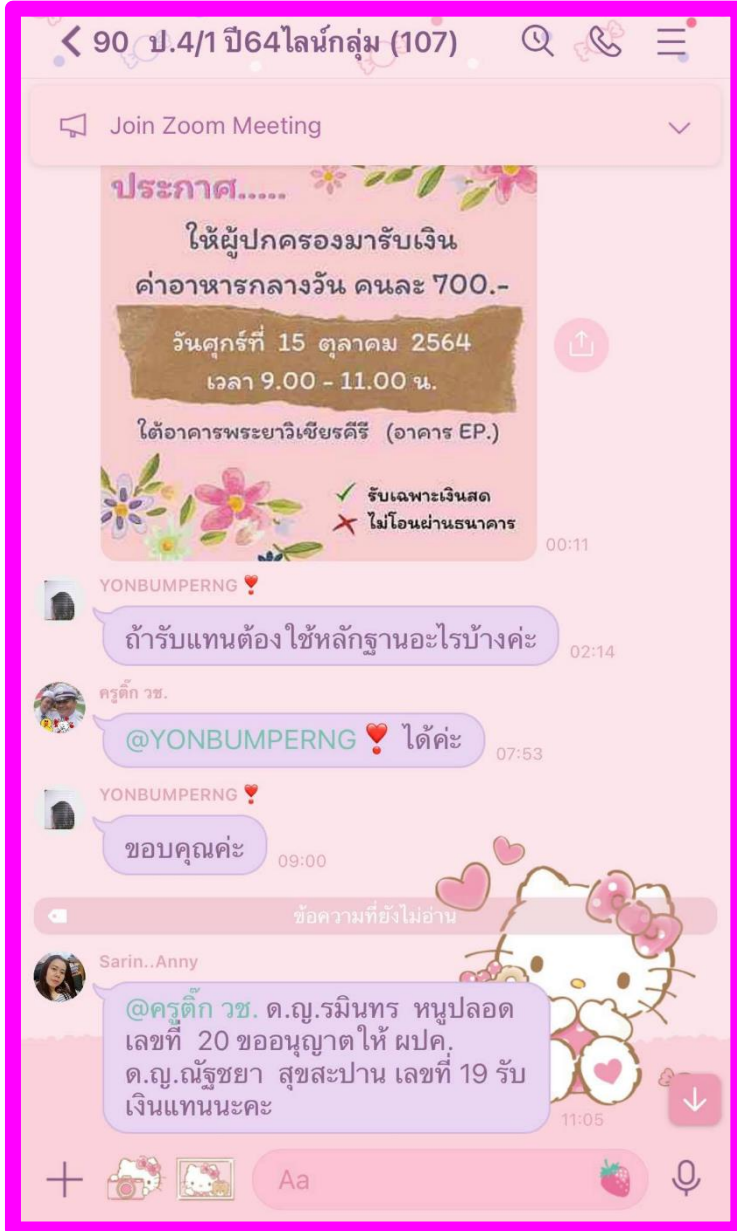 90 ป.4/1 ปี64ไลน์กลุ่ม (107)
Join Zoom Meeting
ประกาศ.....
ให้ผู้ปกครองมารับเงิน
ค่าอาหารกลางวัน คนละ 700.-
วันศุกร์ที่ 15 ตุลาคม 2564
เวลา 9.00 - 11.00 น.
ใต้อาคารพระยาวิเชียรคีรี (อาคาร EP.)
✓ รับเฉพาะเงินสด
✗ ไม่โอนผ่านธนาคาร
00:11
YONBUMPERNG❣️
ถ้ารับแทนต้องใช้หลักฐานอะไรบ้างค่ะ
02:14
ครูติ๊ก วช.
@YONBUMPERNG❣️ ได้ค่ะ
07:53
YONBUMPERNG❣️
ขอบคุณค่ะ
09:00
ข้อความที่ยังไม่อ่าน
Sarin..Anny
@ครูติ๊ก วช. ด.ญ.รมินทร หนูปลอด
เลขที่ 20 ขออนุญาตให้ ผปค.
ด.ญ.ณัฐชยา สุขสะปาน เลขที่ 19 รับ
เงินแทนนะคะ
11:05
Aa